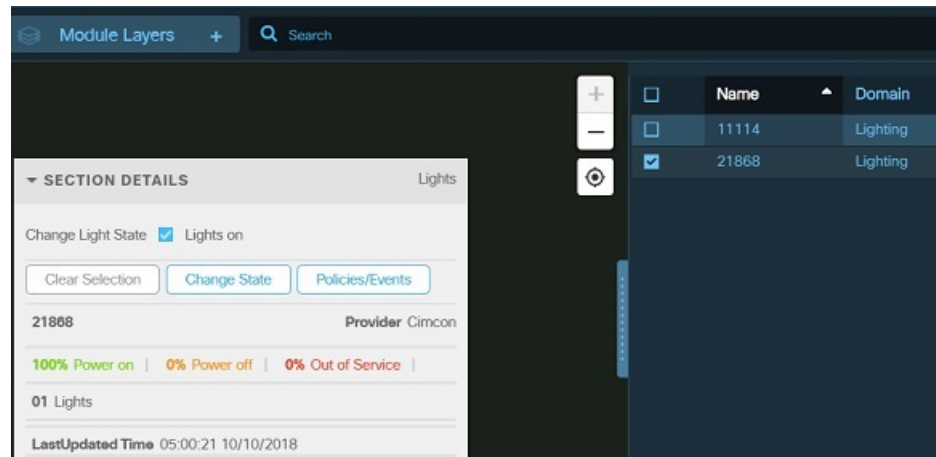 Module Layers +
Search
Name Domain
11114 Lighting
21868 Lighting
SECTION DETAILS Lights
Change Light State Lights on
Clear Selection Change State Policies/Events
21868 Provider Cimcon
100% Power on | 0% Power off | 0% Out of Service |
01 Lights
LastUpdated Time 05:00:21 10/10/2018